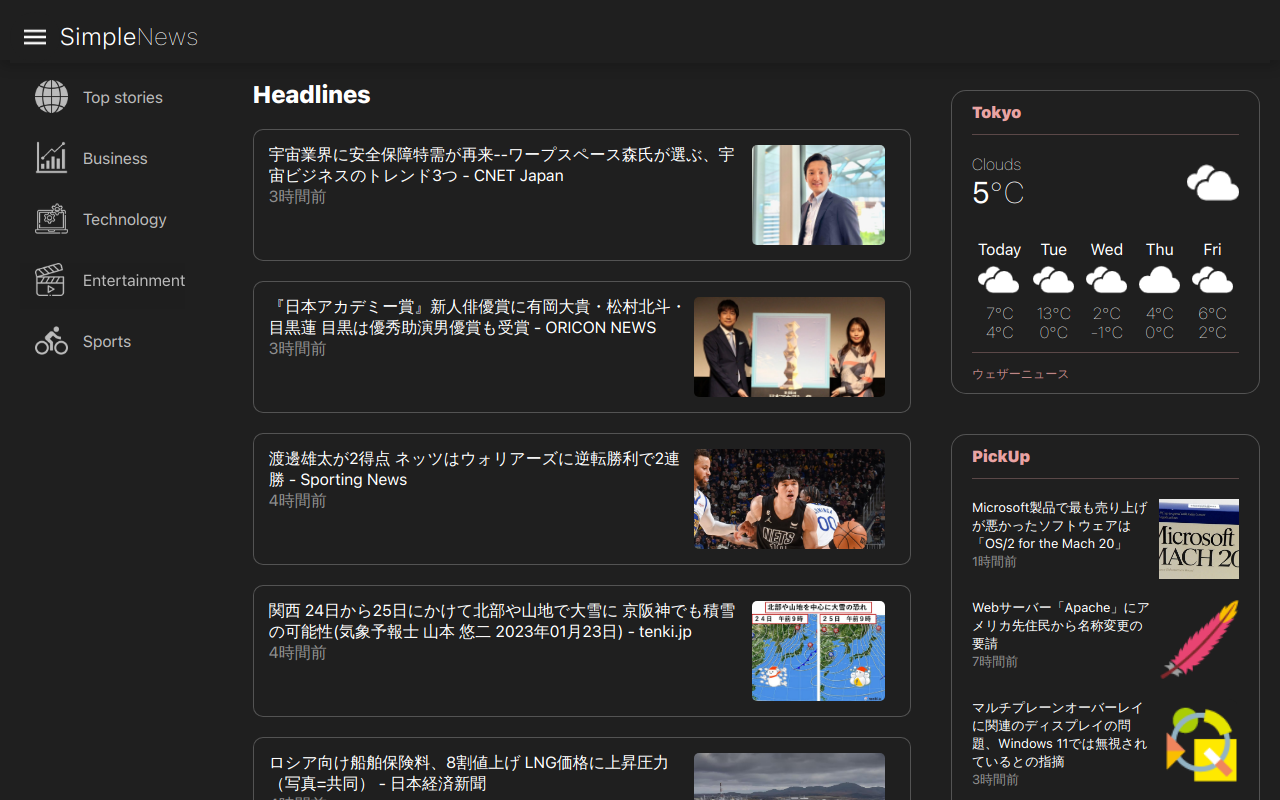 SimpleNews
Top stories
Business
Technology
Entertainment
Sports
Headlines
宇宙業界に安全保障特需が再来--ワープスペース森氏が選ぶ、宇
宙ビジネスのトレンド3つ - CNET Japan
3時間前
『日本アカデミー賞』新人俳優賞に有岡大貴・松村北斗・
目黒蓮 目黒は優秀助演男優賞も受賞 - ORICON NEWS
3時間前
渡邊雄太が2得点 ネッツはウォリアーズに逆転勝利で2連
勝 - Sporting News
4時間前
NETS
00
関西 24日から25日にかけて北部や山地で大雪に 京阪神でも積雪
の可能性(気象予報士 山本 悠二 2023年01月23日) - tenki.jp
4時間前
北部や山地を中心に大雪の恐れ
24日 午前9時
25日 午前9時
ロシア向け船舶保険料、8割値上げ LNG価格に上昇圧力
（写真=共同） - 日本経済新聞
Tokyo
Clouds
5°C
Today Tue Wed Thu Fri
7°C 13°C 2°C 4°C 6°C
4°C 0°C -1°C 0°C 2°C
ウェザーニュース
PickUp
Microsoft製品で最も売り上げ
が悪かったソフトウェアは
「OS/2 for the Mach 20」
1時間前
Microsoft
MACH 20
Webサーバー「Apache」にア
メリカ先住民から名称変更の
要請
7時間前
マルチプレーンオーバーレイ
に関連のディスプレイの問
題、Windows 11では無視され
ているとの指摘
3時間前